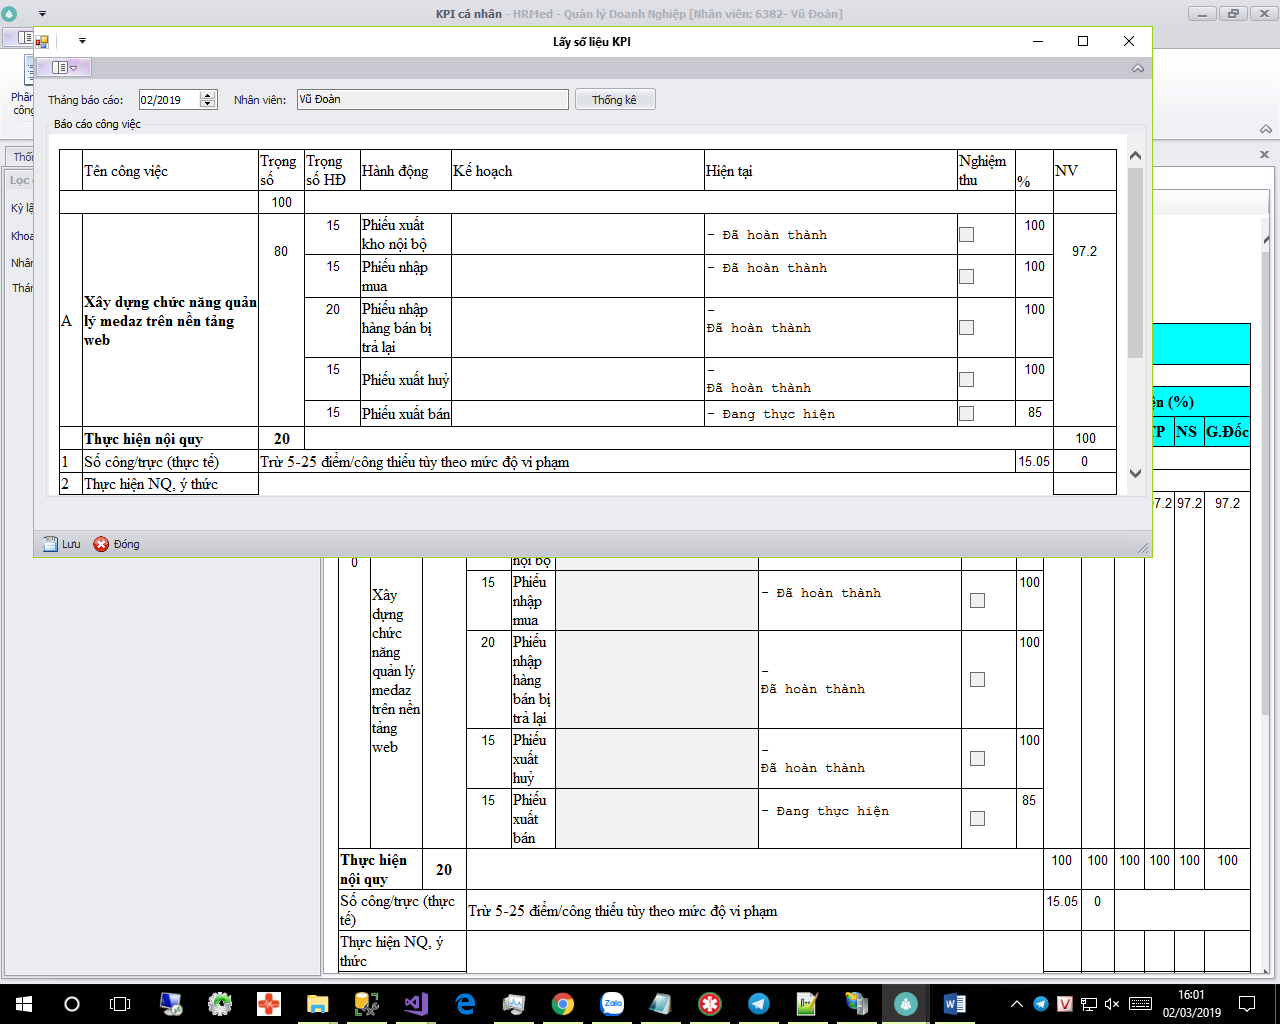 KPI cá nhân - HRMed - Quản lý Doanh Nghiệp [Nhân viên: 6382- Vũ Đoàn]
Lấy số liệu KPI
Tháng báo cáo: 02/2019 Nhân viên: Vũ Đoàn Thống kê
Báo cáo công việc
Tên công việc Trọng số Trọng số HĐ Hành động Kế hoạch Hiện tại Nghiệm thu % NV
100
A Xây dựng chức năng quản lý medaz trên nền tảng web 80 97.2
15 Phiếu xuất kho nội bộ - Đã hoàn thành 100
15 Phiếu nhập mua - Đã hoàn thành 100
20 Phiếu nhập hàng bán bị trả lại - Đã hoàn thành 100
15 Phiếu xuất huỷ - Đã hoàn thành 100
15 Phiếu xuất bán - Đang thực hiện 85
Thực hiện nội quy 20 100
1 Số công/trực (thực tế) Trừ 5-25 điểm/công thiếu tùy theo mức độ vi phạm 15.05 0
2 Thực hiện NQ, ý thức
Lưu Đóng
Phân
côn
Lọc
Kỳ lậ
Khoa
Nhân
Thán
(%)
TP NS G.Đốc
97.2 97.2
0 Xây dựng chức năng quản lý medaz trên nền tảng web
nội bộ
15 Phiếu nhập mua - Đã hoàn thành 100
20 Phiếu nhập hàng bán bị trả lại - Đã hoàn thành 100
15 Phiếu xuất huỷ - Đã hoàn thành 100
15 Phiếu xuất bán - Đang thực hiện 85
Thực hiện nội quy 20 100 100 100 100 100 100
Số công/trực (thực tế) Trừ 5-25 điểm/công thiếu tùy theo mức độ vi phạm 15.05 0
Thực hiện NQ, ý thức
Zalo
16:01
02/03/2019